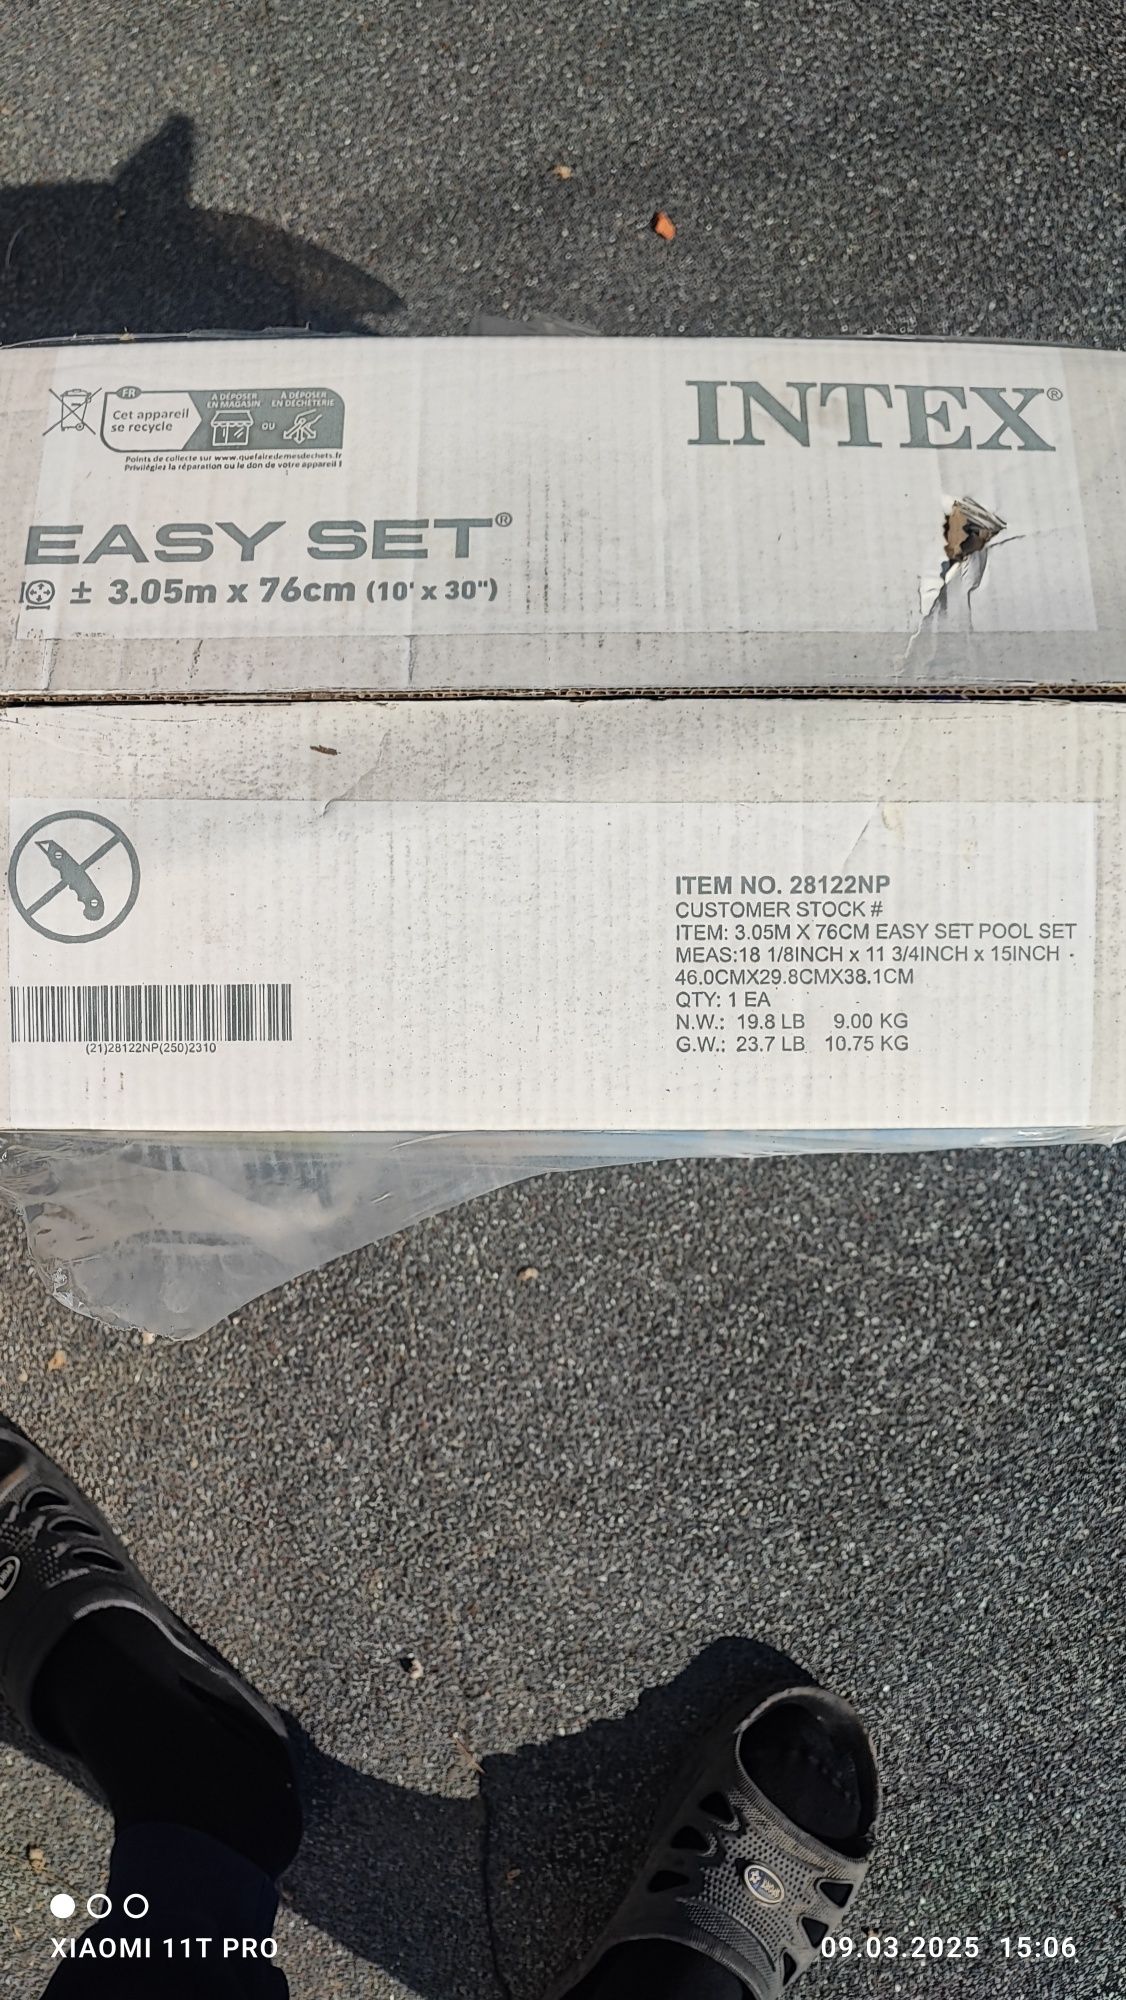 FR
Cet appareil
se recycle
À DÉPOSER
EN MAGASIN
OU
À DÉPOSER
EN DÉCHÈTERIE
Points de collecte sur www.quefairedemesdechets.fr
Privilégiez la réparation ou le don de votre appareil !
INTEX®
EASY SET®
± 3.05m x 76cm (10' x 30")
ITEM NO. 28122NP
CUSTOMER STOCK #
ITEM: 3.05M X 76CM EASY SET POOL SET
MEAS:18 1/8INCH x 11 3/4INCH x 15INCH -
46.0CMX29.8CMX38.1CM
QTY: 1 EA
N.W.: 19.8 LB 9.00 KG
G.W.: 23.7 LB 10.75 KG
(21)28122NP(250)2310
XIAOMI 11T PRO
09.03.2025 15:06